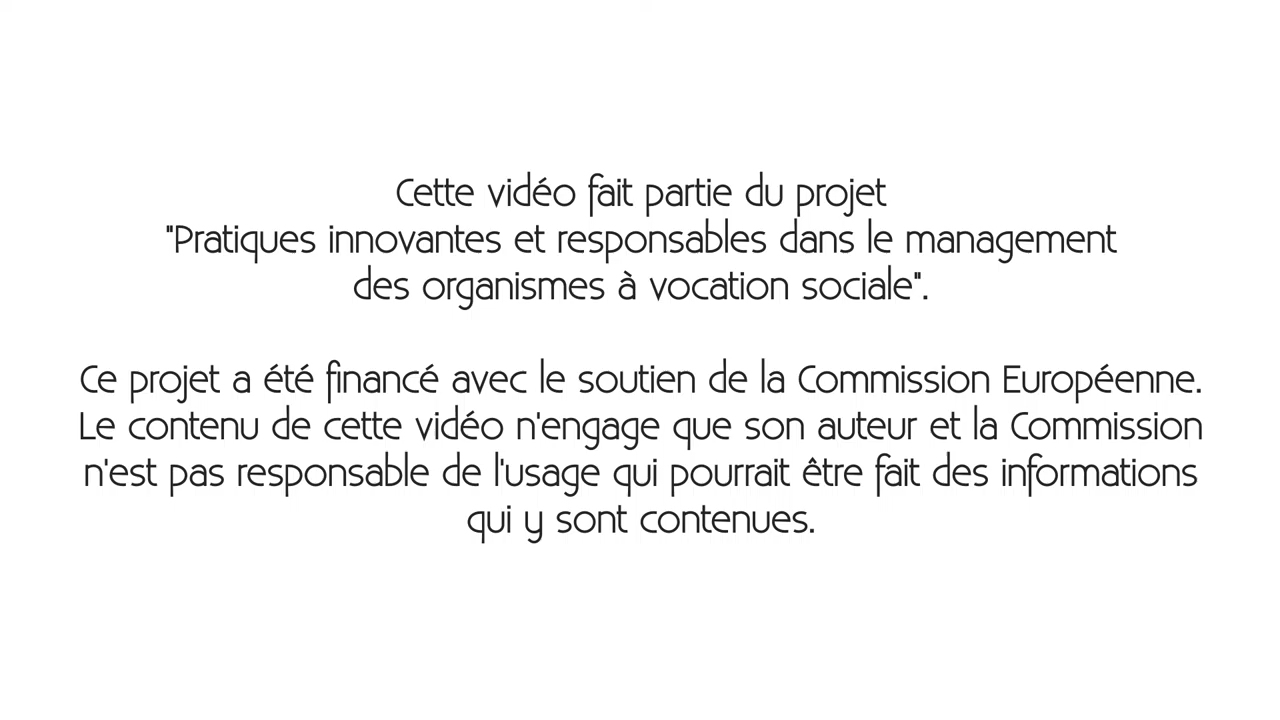 Cette vidéo fait partie du projet
"Pratiques innovantes et responsables dans le management
des organismes à vocation sociale".
Ce projet a été financé avec le soutien de la Commission Européenne.
Le contenu de cette vidéo n'engage que son auteur et la Commission
n'est pas responsable de l'usage qui pourrait être fait des informations
qui y sont contenues.